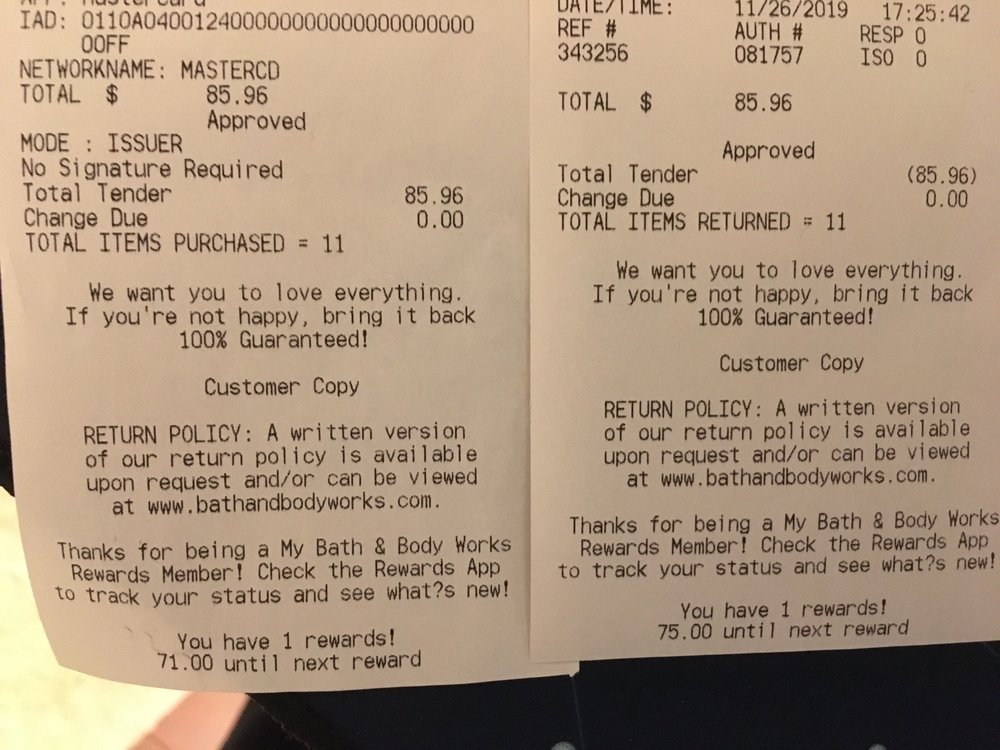 IAD: 0110A040012400000000000000000000
00FF
NETWORKNAME: MASTERCD
TOTAL $ 85.96
Approved
MODE : ISSUER
No Signature Required
Total Tender 85.96
Change Due 0.00
TOTAL ITEMS PURCHASED = 11
We want you to love everything.
If you're not happy, bring it back
100% Guaranteed!
Customer Copy
RETURN POLICY: A written version
of our return policy is available
upon request and/or can be viewed
at www.bathandbodyworks.com.
Thanks for being a My Bath & Body Works
Rewards Member! Check the Rewards App
to track your status and see what?s new!
You have 1 rewards!
71.00 until next reward
DATE/TIME: 11/26/2019 17:25:42
REF # AUTH # RESP 0
343256 081757 ISO 0
TOTAL $ 85.96
Approved
Total Tender (85.96)
Change Due 0.00
TOTAL ITEMS RETURNED = 11
We want you to love everything.
If you're not happy, bring it back
100% Guaranteed!
Customer Copy
RETURN POLICY: A written version
of our return policy is available
upon request and/or can be viewed
at www.bathandbodyworks.com.
Thanks for being a My Bath & Body Works
Rewards Member! Check the Rewards App
to track your status and see what?s new!
You have 1 rewards!
75.00 until next reward